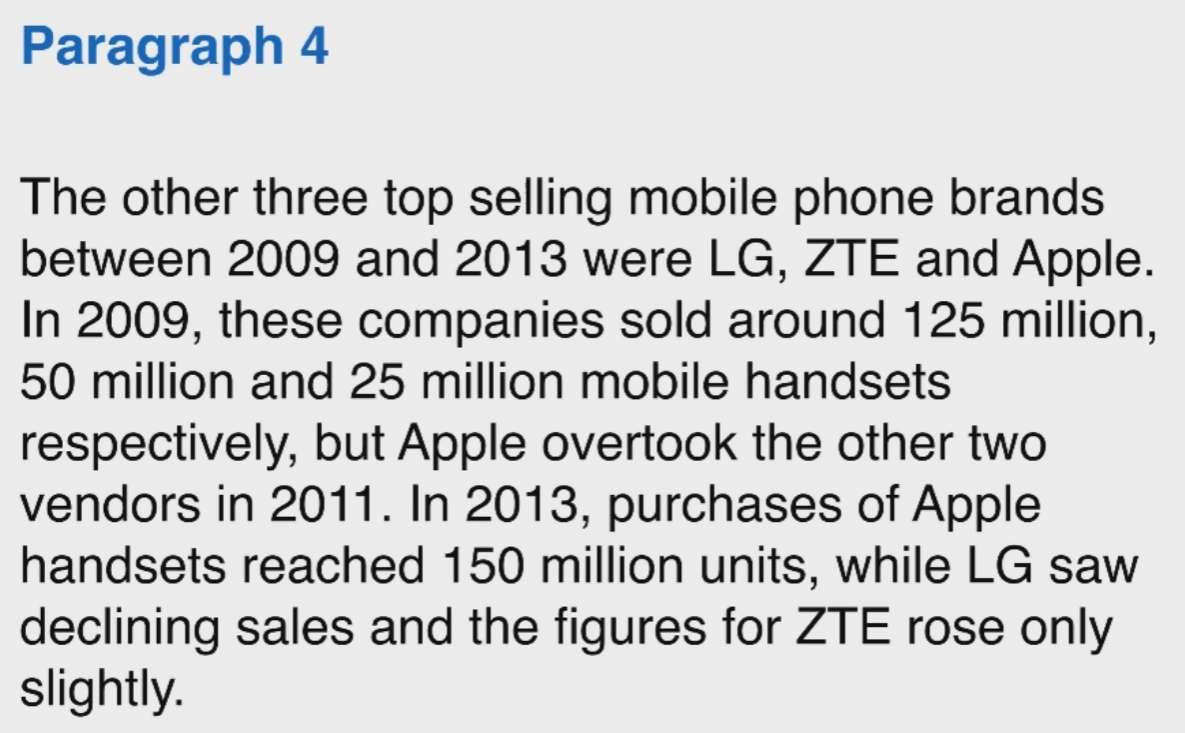 Paragraph 4
The other three top selling mobile phone brands
between 2009 and 2013 were LG, ZTE and Apple.
In 2009, these companies sold around 125 million,
50 million and 25 million mobile handsets
respectively, but Apple overtook the other two
vendors in 2011. In 2013, purchases of Apple
handsets reached 150 million units, while LG saw
declining sales and the figures for ZTE rose only
slightly.